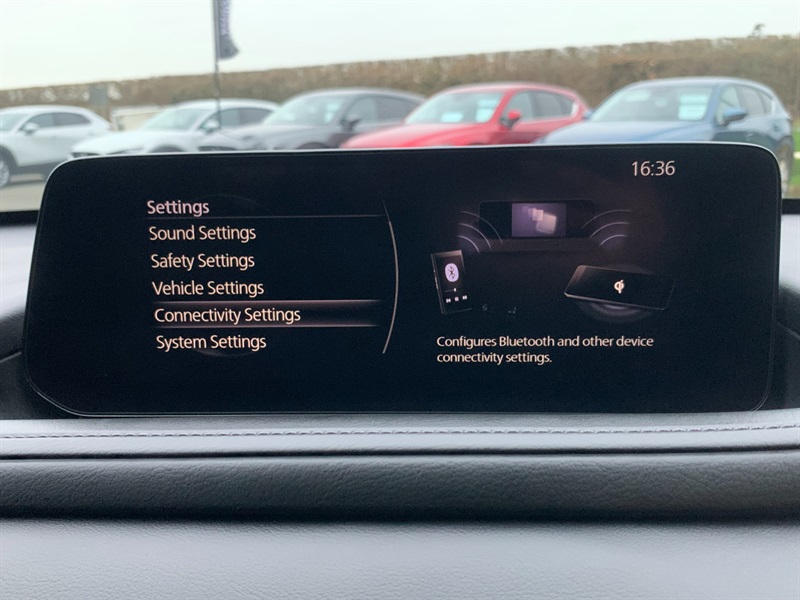 16:36
Settings
Sound Settings
Safety Settings
Vehicle Settings
Connectivity Settings
System Settings
Configures Bluetooth and other device
connectivity settings.